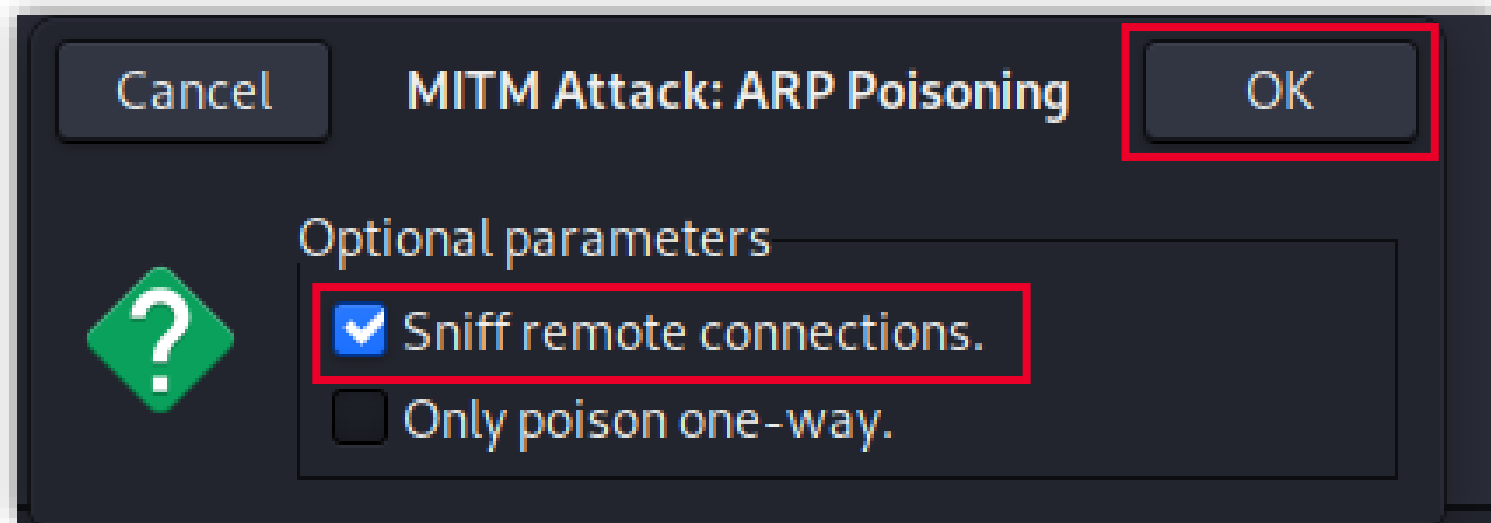 Cancel MITM Attack: ARP Poisoning OK
Optional parameters
Sniff remote connections.
Only poison one-way.